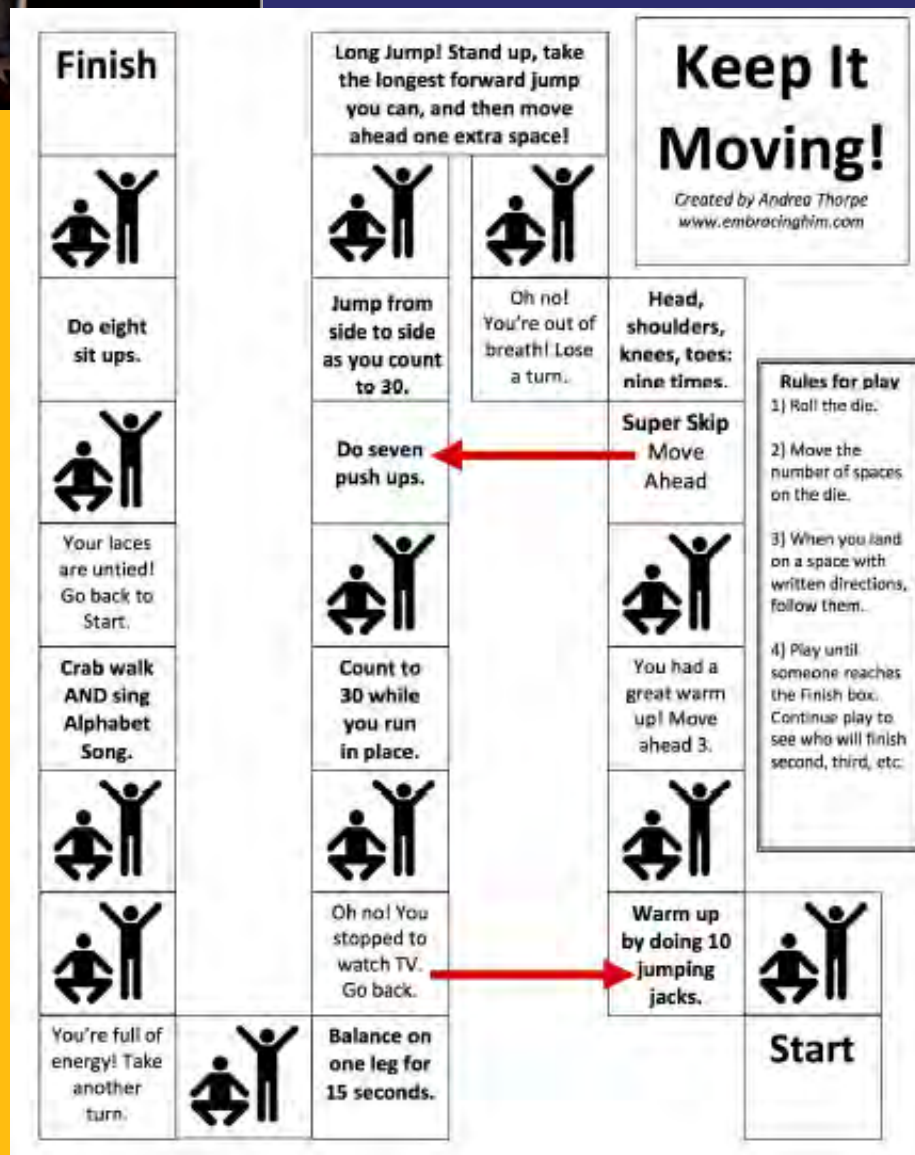 Finish
Long Jump! Stand up, take
the longest forward jump
you can, and then move
ahead one extra space!
Keep It
Moving!
Created by Andrea Thorpe
www.embracinghim.com
Do eight
sit ups.
Jump from
side to side
as you count
to 30.
Oh no!
You're out of
breath! Lose
a turn.
Head,
shoulders,
knees, toes:
nine times.
Rules for play
1) Roll the die.
2) Move the
number of spaces
on the die.
3) When you land
on a space with
written directions,
follow them.
4) Play until
someone reaches
the Finish box.
Continue play to
see who will finish
second, third, etc.
Do seven
push ups.
Super Skip
Move
Ahead
Your laces
are untied!
Go back to
Start.
Crab walk
AND sing
Alphabet
Song.
Count to
30 while
you run
in place.
You had a
great warm
up! Move
ahead 3.
Oh no! You
stopped to
watch TV.
Go back.
Warm up
by doing 10
jumping
jacks.
You're full of
energy! Take
another
turn.
Balance on
one leg for
15 seconds.
Start